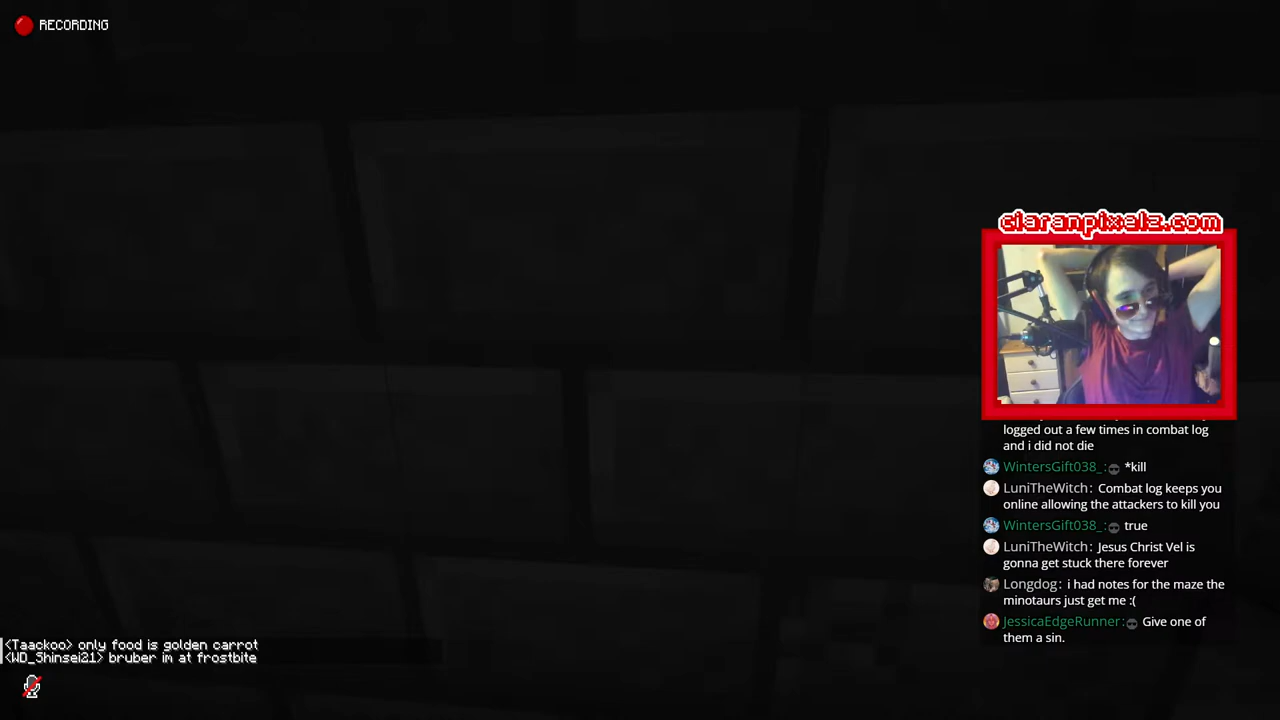 RECORDING
ciaranpixelz.com
logged out a few times in combat log
and i did not die
WintersGift038_: *kill
LuniTheWitch: Combat log keeps you
online allowing the attackers to kill you
WintersGift038_: true
LuniTheWitch: Jesus Christ Vel is
gonna get stuck there forever
Longdog: i had notes for the maze the
minotaurs just get me :(
JessicaEdgeRunner: Give one of
them a sin.
<Taackoo> only food is golden carrot
<WD_Shinsei21> bruber im at frostbite